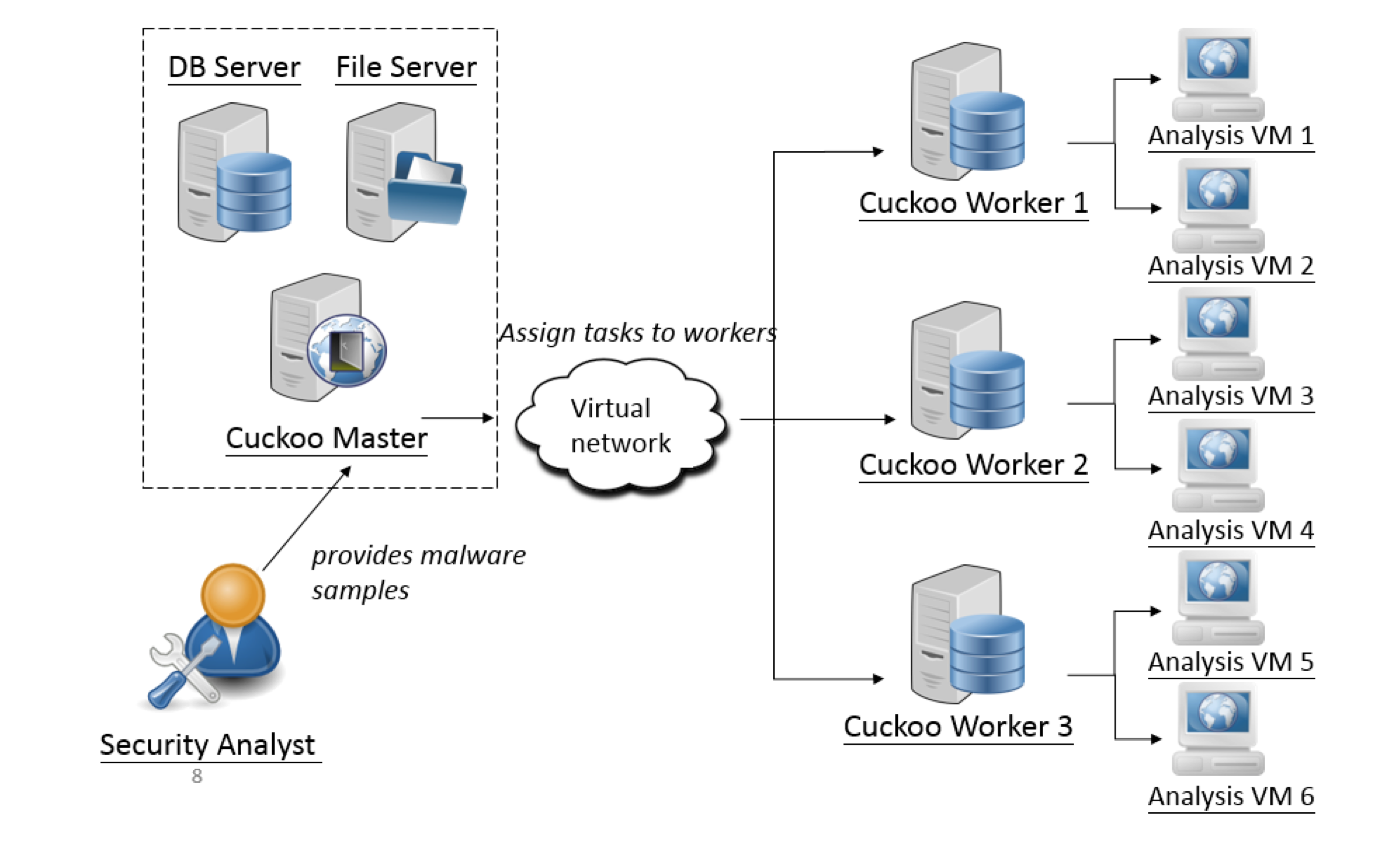 DB Server
File Server
Cuckoo Master
provides malware
samples
Security Analyst
8
Assign tasks to workers
Virtual
network
Cuckoo Worker 1
Cuckoo Worker 2
Cuckoo Worker 3
Analysis VM 1
Analysis VM 2
Analysis VM 3
Analysis VM 4
Analysis VM 5
Analysis VM 6